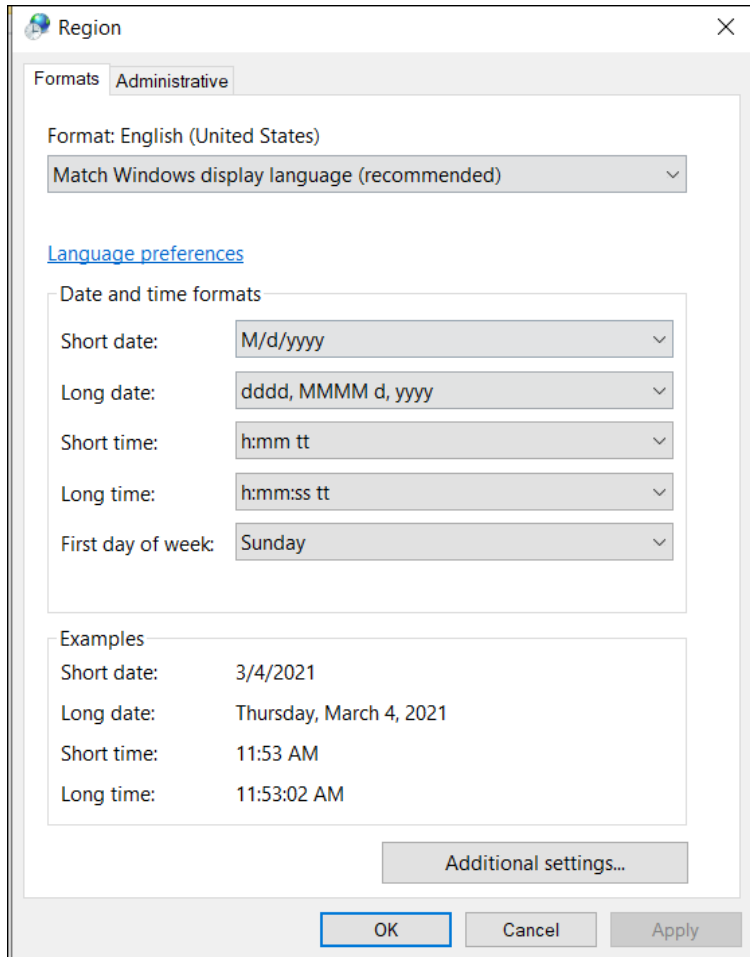 Region
Formats Administrative
Format: English (United States)
Match Windows display language (recommended)
Language preferences
Date and time formats
Short date: M/d/yyyy
Long date: dddd, MMMM d, yyyy
Short time: h:mm tt
Long time: h:mm:ss tt
First day of week: Sunday
Examples
Short date: 3/4/2021
Long date: Thursday, March 4, 2021
Short time: 11:53 AM
Long time: 11:53:02 AM
Additional settings...
OK Cancel Apply